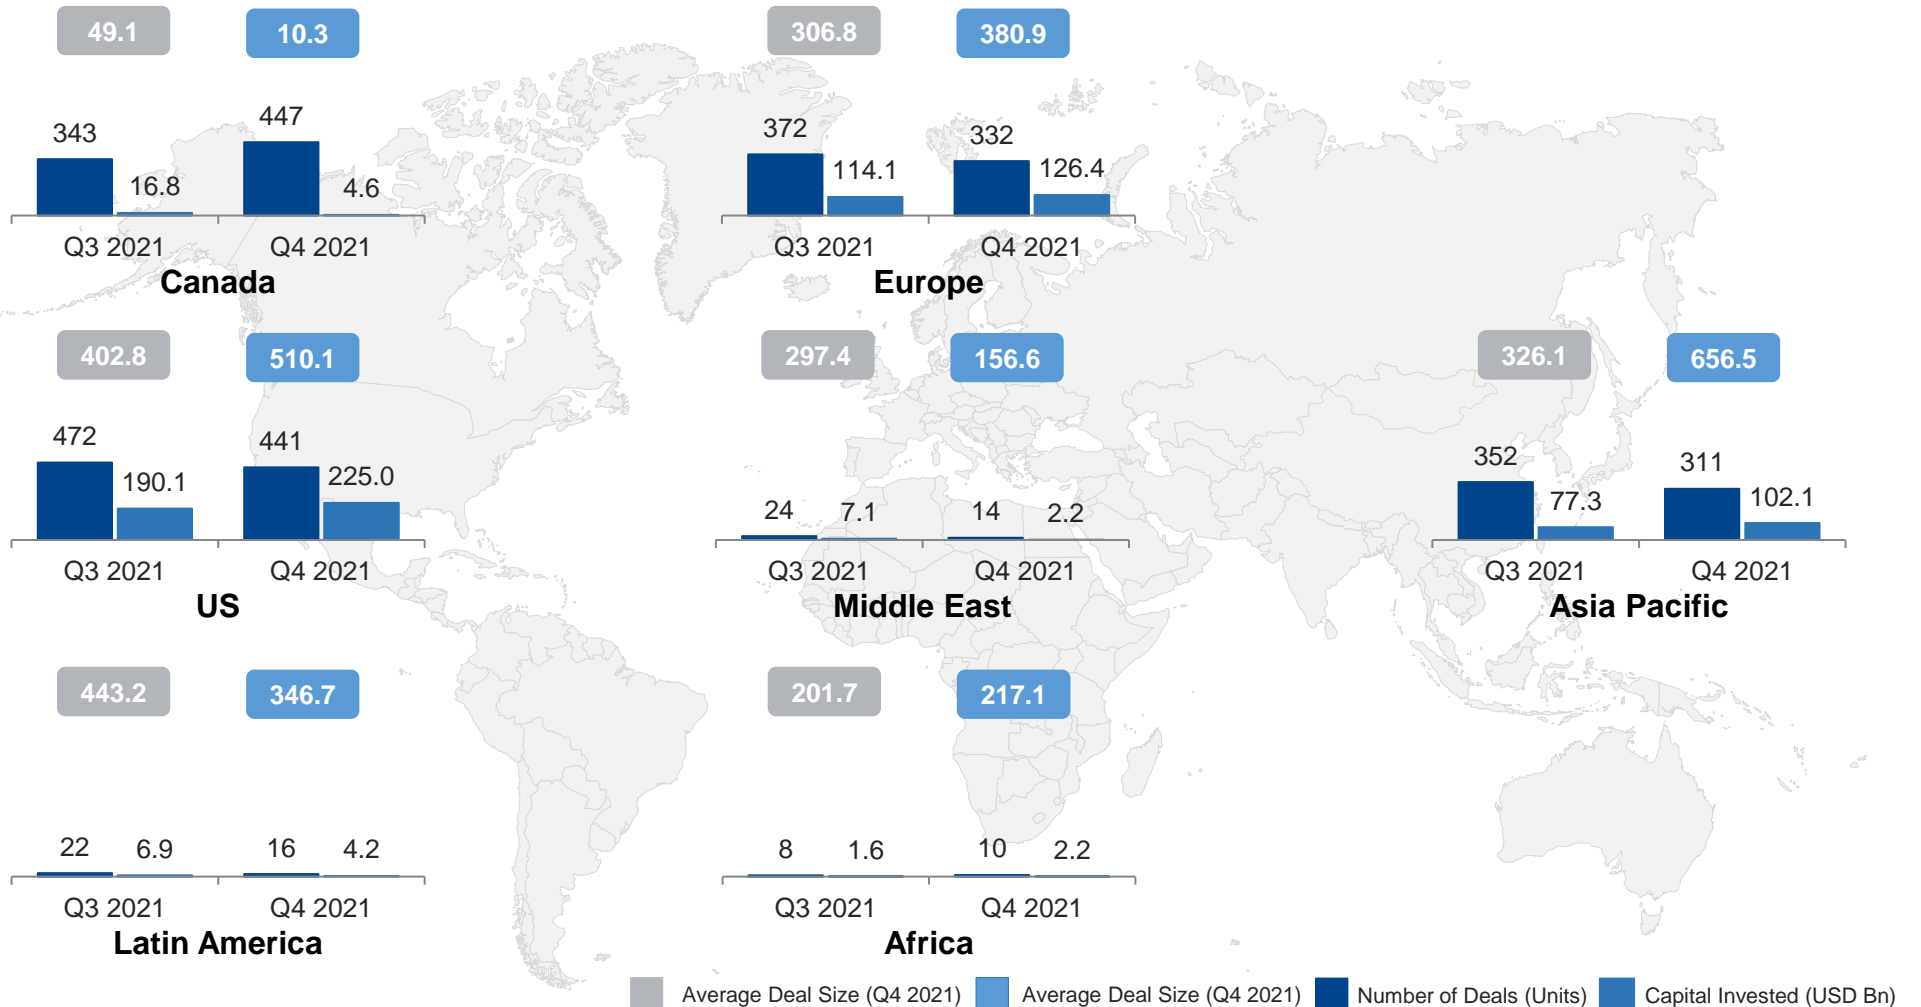 49.1 10.3
343 16.8 447 4.6
Q3 2021 Q4 2021
Canada
306.8 380.9
372 114.1 332 126.4
Q3 2021 Q4 2021
Europe
402.8 510.1
472 190.1 441 225.0
Q3 2021 Q4 2021
US
297.4 156.6
24 7.1 14 2.2
Q3 2021 Q4 2021
Middle East
326.1 656.5
352 77.3 311 102.1
Q3 2021 Q4 2021
Asia Pacific
443.2 346.7
22 6.9 16 4.2
Q3 2021 Q4 2021
Latin America
201.7 217.1
8 1.6 10 2.2
Q3 2021 Q4 2021
Africa
Average Deal Size (Q4 2021) Average Deal Size (Q4 2021) Number of Deals (Units) Capital Invested (USD Bn)